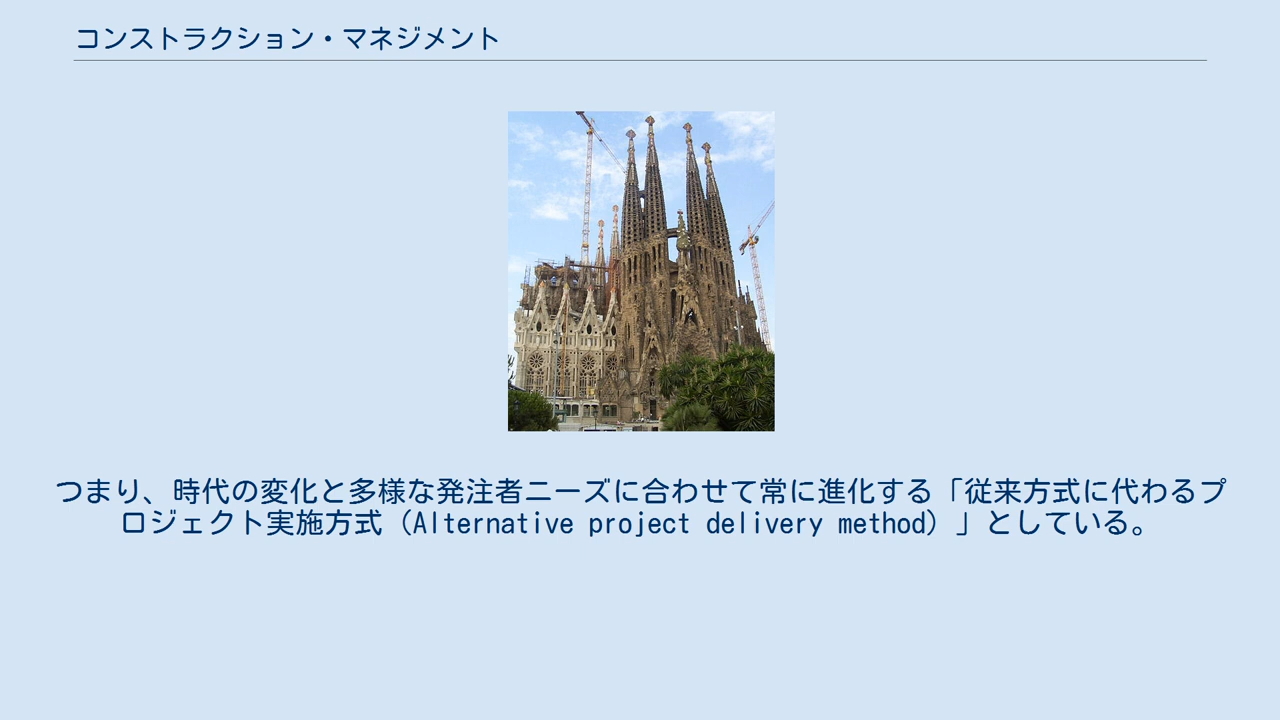 コンストラクション・マネジメント
つまり、時代の変化と多様な発注者ニーズに合わせて常に進化する「従来方式に代わるプ
ロジェクト実施方式（Alternative project delivery method）」としている。